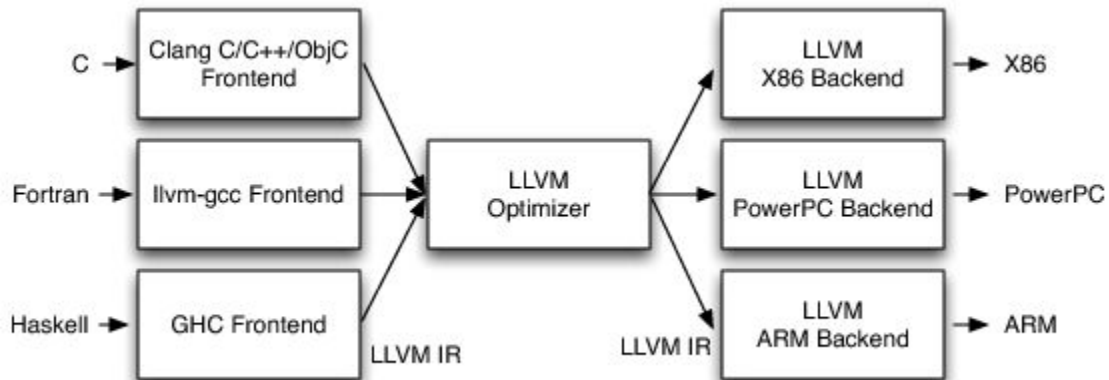 C
Clang C/C++/ObjC
Frontend
LLVM
X86 Backend
X86
Fortran
llvm-gcc Frontend
LLVM
Optimizer
LLVM
PowerPC Backend
PowerPC
Haskell
GHC Frontend
LLVM IR
LLVM IR
LLVM
ARM Backend
ARM